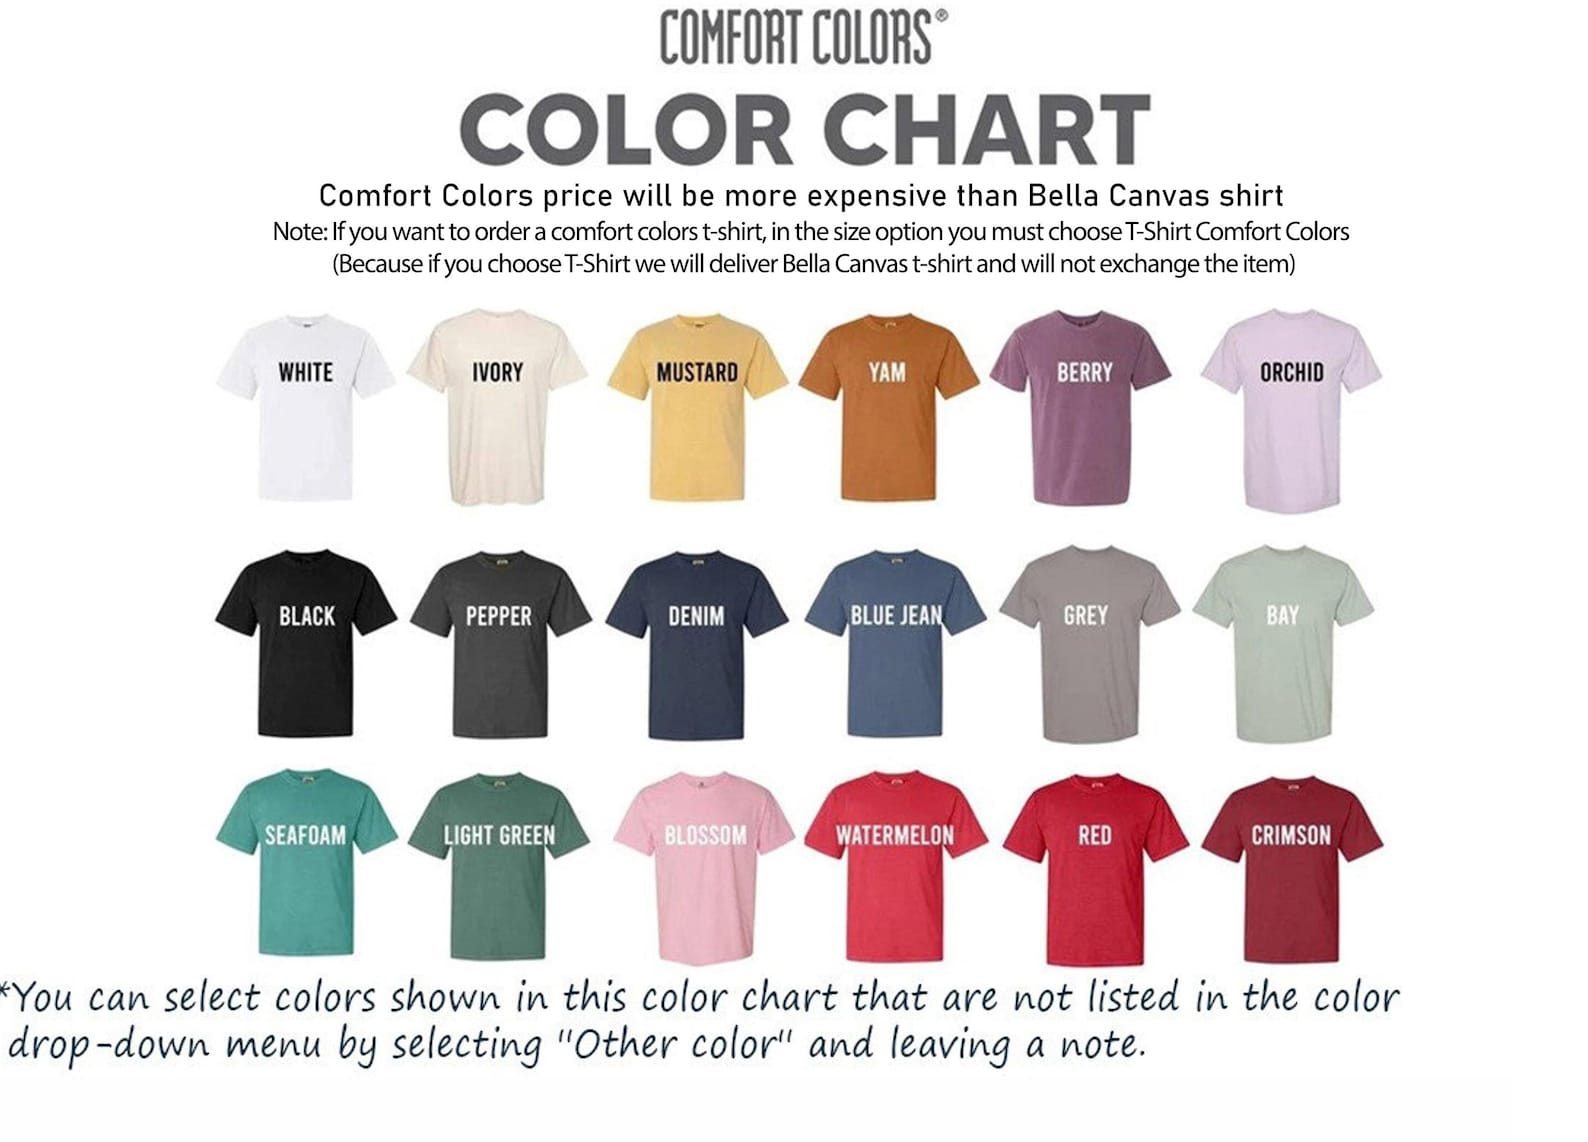 COMFORT COLORS®
COLOR CHART
Comfort Colors price will be more expensive than Bella Canvas shirt
Note: If you want to order a comfort colors t-shirt, in the size option you must choose T-Shirt Comfort Colors
(Because if you choose T-Shirt we will deliver Bella Canvas t-shirt and will not exchange the item)
WHITE
IVORY
MUSTARD
YAM
BERRY
ORCHID
BLACK
PEPPER
DENIM
BLUE JEAN
GREY
BAY
SEAFOAM
LIGHT GREEN
BLOSSOM
WATERMELON
RED
CRIMSON
*You can select colors shown in this color chart that are not listed in the color
drop-down menu by selecting "Other color" and leaving a note.